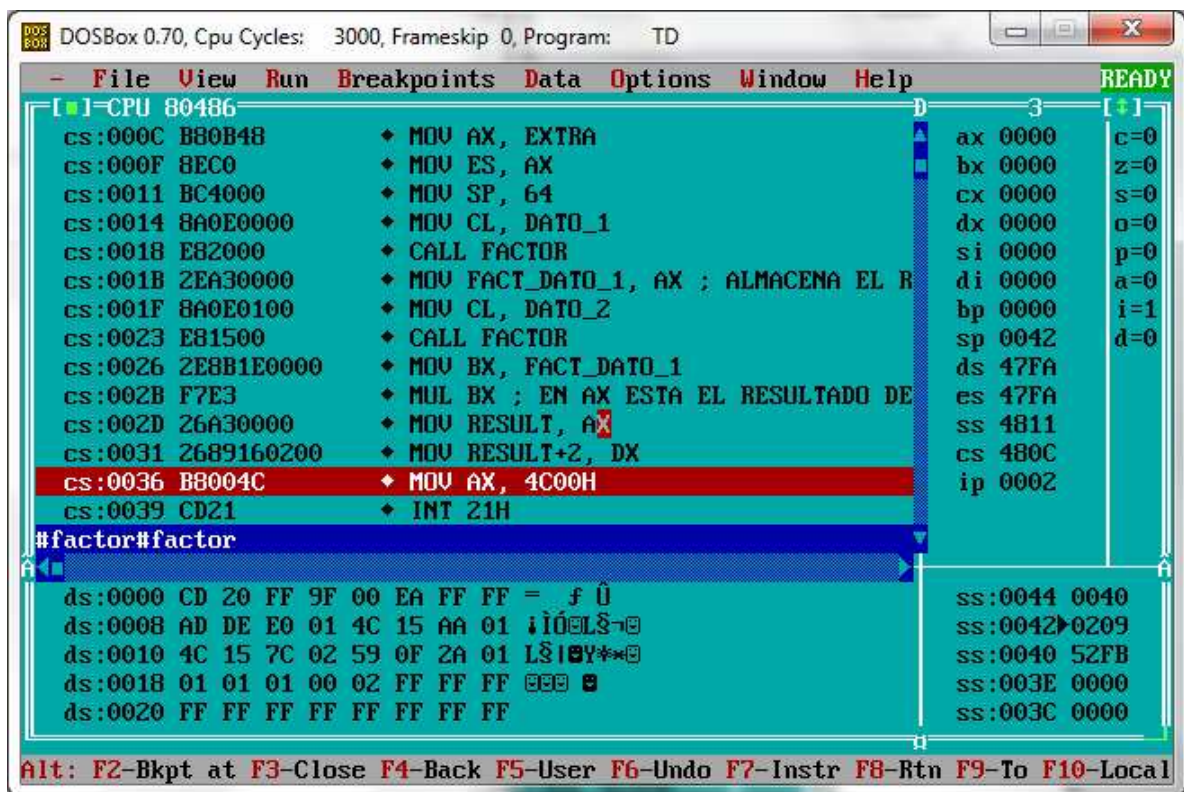 DOSBox 0.70, Cpu Cycles: 3000, Frameskip 0, Program: TD
File View Run Breakpoints Data Options Window Help READY
[■]=CPU 80486 D 3 [↕]
cs:000C B80B48 ♦ MOV AX, EXTRA ax 0000 c=0
cs:000F 8EC0 ♦ MOV ES, AX bx 0000 z=0
cs:0011 BC4000 ♦ MOV SP, 64 cx 0000 s=0
cs:0014 8A0E0000 ♦ MOV CL, DATO_1 dx 0000 o=0
cs:0018 E82000 ♦ CALL FACTOR si 0000 p=0
cs:001B 2EA30000 ♦ MOV FACT_DATO_1, AX ; ALMACENA EL R di 0000 a=0
cs:001F 8A0E0100 ♦ MOV CL, DATO_2 bp 0000 i=1
cs:0023 E81500 ♦ CALL FACTOR sp 0042 d=0
cs:0026 2E8B1E0000 ♦ MOV BX, FACT_DATO_1 ds 47FA
cs:002B F7E3 ♦ MUL BX ; EN AX ESTA EL RESULTADO DE es 47FA
cs:002D 26A30000 ♦ MOV RESULT, AX ss 4811
cs:0031 2689160200 ♦ MOV RESULT+2, DX cs 480C
cs:0036 B8004C ♦ MOV AX, 4C00H ip 0002
cs:0039 CD21 ♦ INT 21H
#factor#factor
ds:0000 CD 20 FF 9F 00 EA FF FF = ƒ Û ss:0044 0040
ds:0008 AD DE E0 01 4C 15 AA 01 ss:0042▶0209
ds:0010 4C 15 7C 02 59 0F 2A 01 ss:0040 52FB
ds:0018 01 01 01 00 02 FF FF FF ☺☺☺ ☻ ss:003E 0000
ds:0020 FF FF FF FF FF FF FF FF ss:003C 0000
Alt: F2-Bkpt at F3-Close F4-Back F5-User F6-Undo F7-Instr F8-Rtn F9-To F10-Local